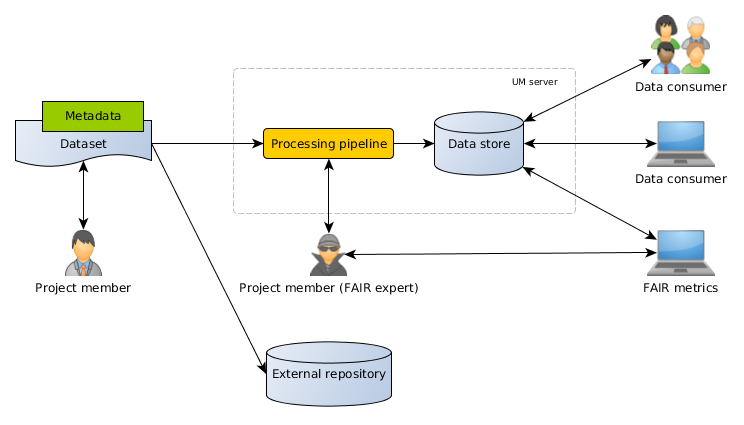 UM server
Data consumer
Metadata
Dataset
Processing pipeline
Data store
Data consumer
Project member
Project member (FAIR expert)
FAIR metrics
External repository